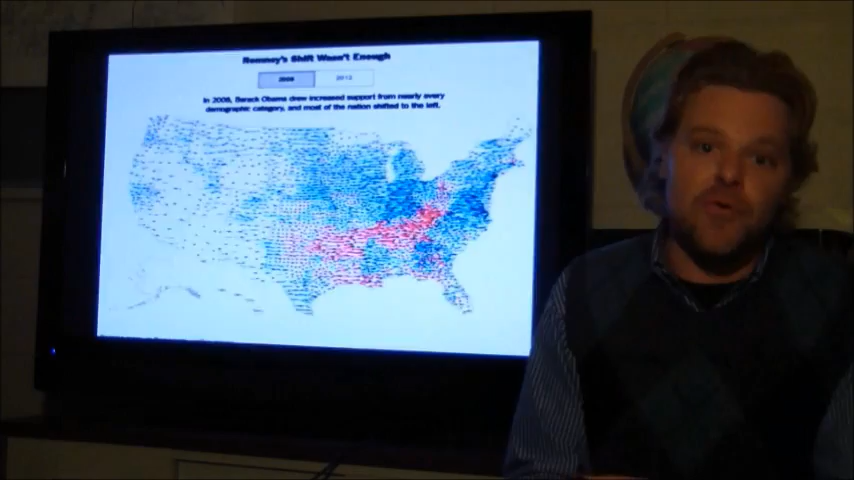 Romney's Shift Wasn't Enough
2008 2012
In 2008, Barack Obama drew increased support from nearly every
demographic category, and most of the nation shifted to the left.